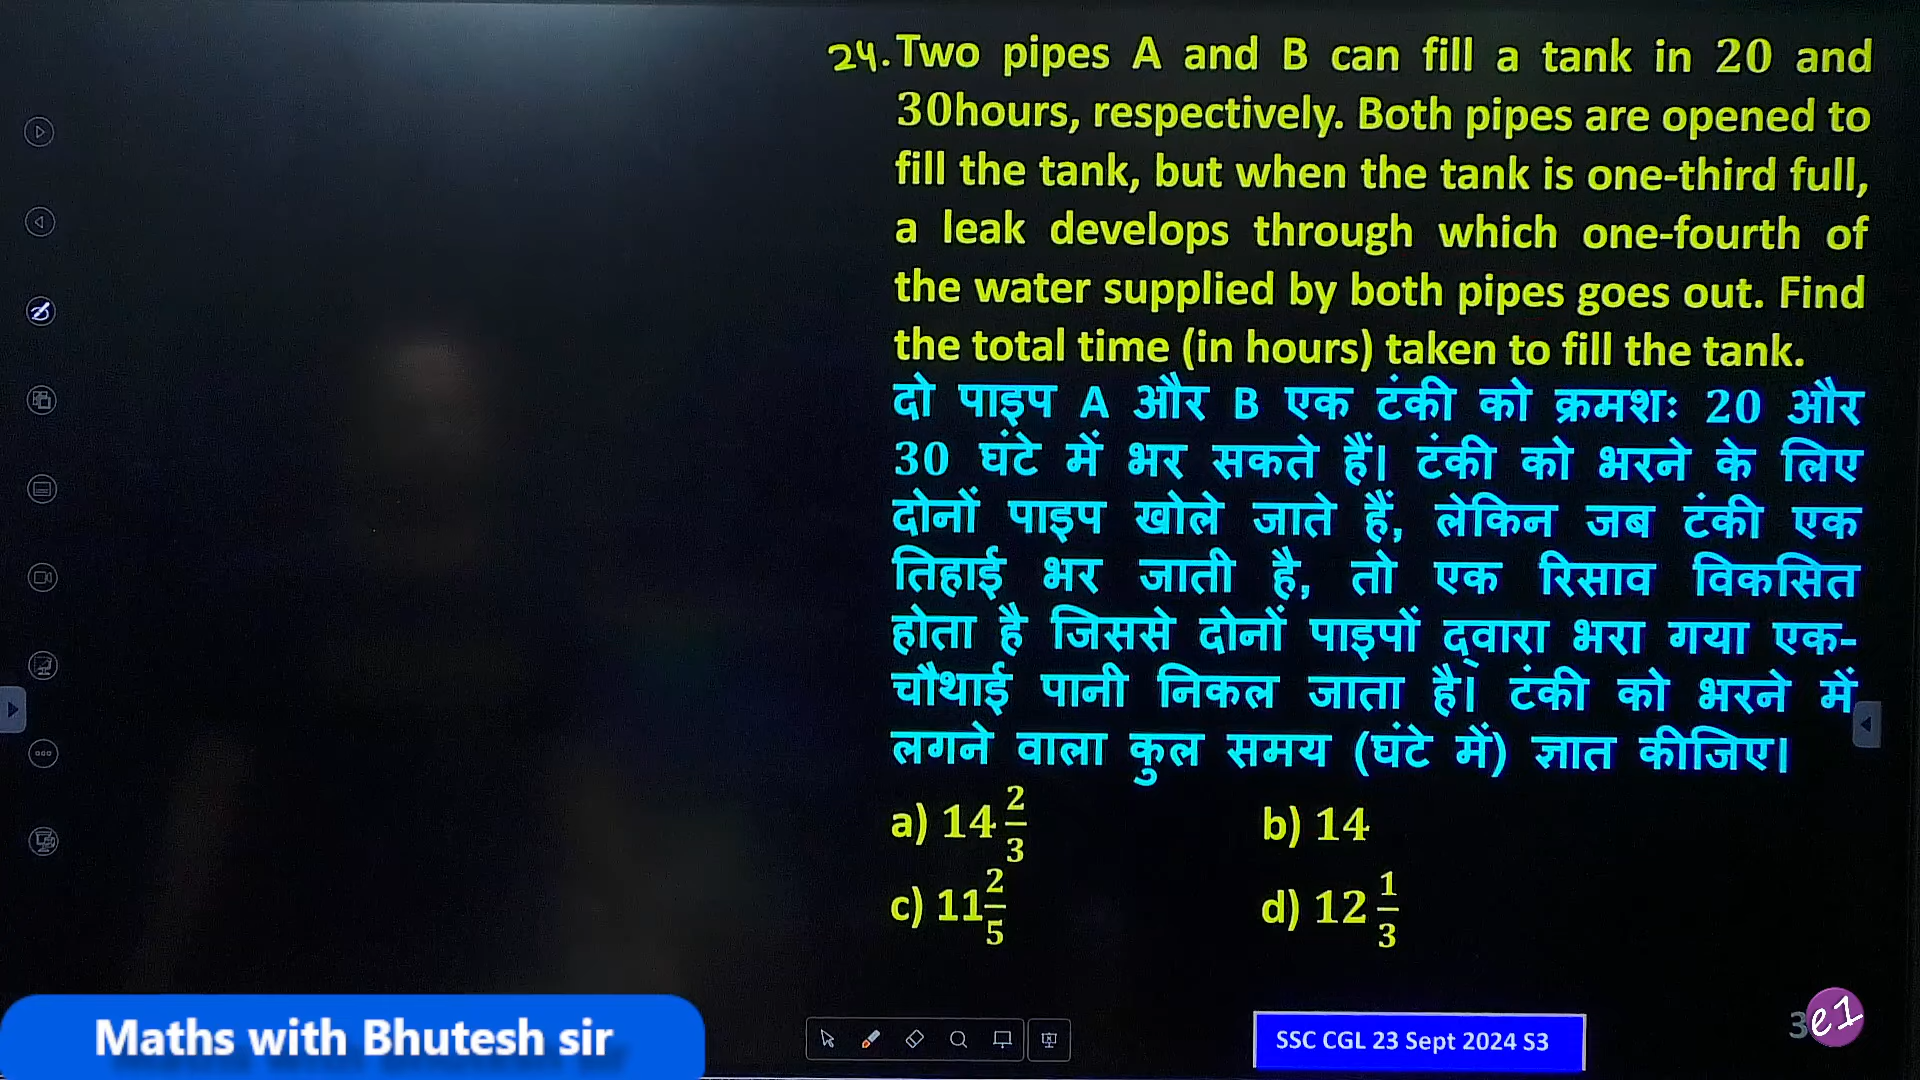 24. Two pipes A and B can fill a tank in 20 and
30hours, respectively. Both pipes are opened to
fill the tank, but when the tank is one-third full,
a leak develops through which one-fourth of
the water supplied by both pipes goes out. Find
the total time (in hours) taken to fill the tank.
दो पाइप A और B एक टंकी को क्रमशः 20 और
30 घंटे में भर सकते हैं। टंकी को भरने के लिए
दोनों पाइप खोले जाते हैं, लेकिन जब टंकी एक
तिहाई भर जाती है, तो एक रिसाव विकसित
होता है जिससे दोनों पाइपों द्वारा भरा गया एक-
चौथाई पानी निकल जाता है। टंकी को भरने में
लगने वाला कुल समय (घंटे में) ज्ञात कीजिए।
a) 14 2/3 b) 14
c) 11 2/5 d) 12 1/3
Maths with Bhutesh sir
SSC CGL 23 Sept 2024 S3
3
e1